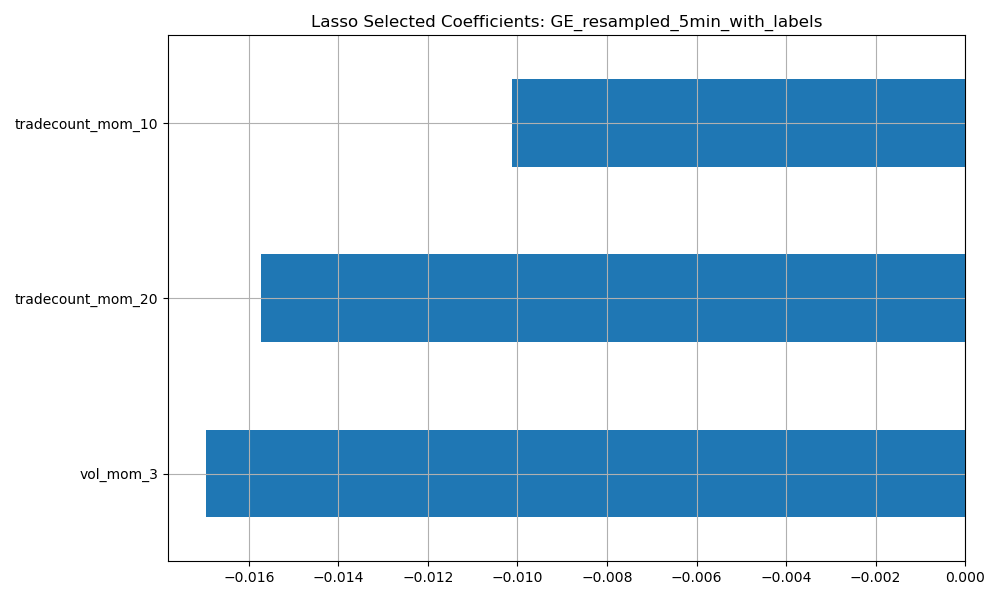 Lasso Selected Coefficients: GE_resampled_5min_with_labels
tradecount_mom_10
tradecount_mom_20
vol_mom_3
−0.016 −0.014 −0.012 −0.010 −0.008 −0.006 −0.004 −0.002 0.000